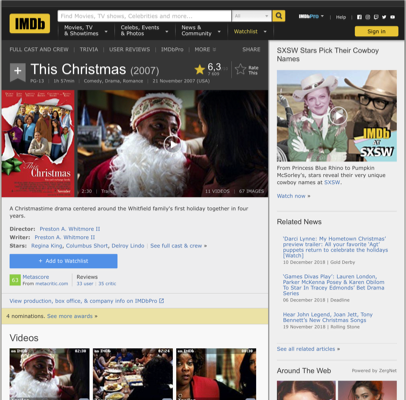 IMDb
Find Movies, TV shows, Celebrities and more...
All
IMDbPro
Help
Movies, TV & Showtimes
Celebs, Events & Photos
News & Community
Watchlist
Sign in
FULL CAST AND CREW | TRIVIA | USER REVIEWS | IMDbPro | MORE
SHARE
This Christmas (2007)
PG-13 | 1h 57min | Comedy, Drama, Romance | 21 November 2007 (USA)
6,3
Rate This
This Christmas
2:30 | Trailer
11 VIDEOS | 67 IMAGES
A Christmastime drama centered around the Whitfield family's first holiday together in four
years.
Director: Preston A. Whitmore II
Writer: Preston A. Whitmore II
Stars: Regina King, Columbus Short, Delroy Lindo | See full cast & crew »
+ Add to Watchlist
Metascore
From metacritic.com
Reviews
33 user | 35 critic
View production, box office, & company info on IMDbPro
4 nominations. See more awards »
Videos
SXSW Stars Pick Their Cowboy
Names
IMDb
AT
SXSW
From Princess Blue Rhino to Pumpkin
McSorley's, stars reveal their very
unique cowboy names at SXSW.
Watch now »
Related News
'Darci Lynne: My Hometown Christmas'
preview trailer: All your favorite 'Agt'
puppets return to celebrate the holidays
[Watch]
10 December 2018 | Gold Derby
'Games Divas Play': Lauren London,
Parker McKenna Posey & Karen Obilom
To Star In Tracey Edmonds' Bet Drama
Series
06 December 2018 | Deadline
Hear John Legend, Joan Jett, Tony
Bennett's New Christmas Songs
19 November 2018 | Rolling Stone
See all related articles »
Around The Web
Powered by ZergNet